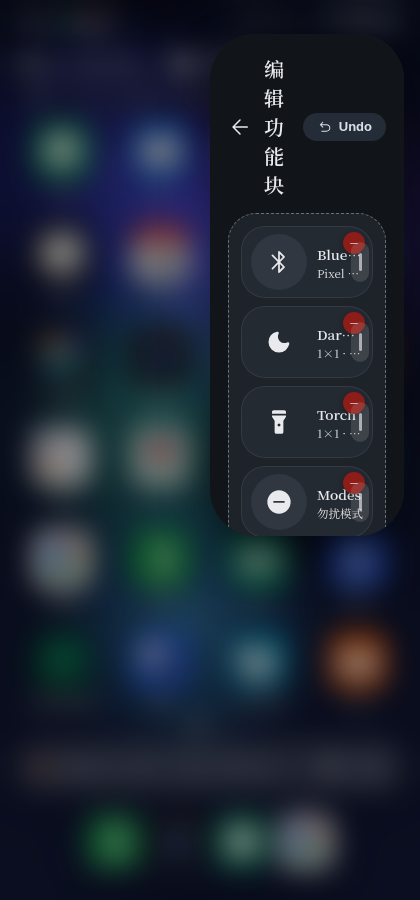 编
辑
功
能
块
Undo
Blue…
Pixel …
Dar…
1×1 · …
Torch
1×1 · …
Modes
勿扰模式